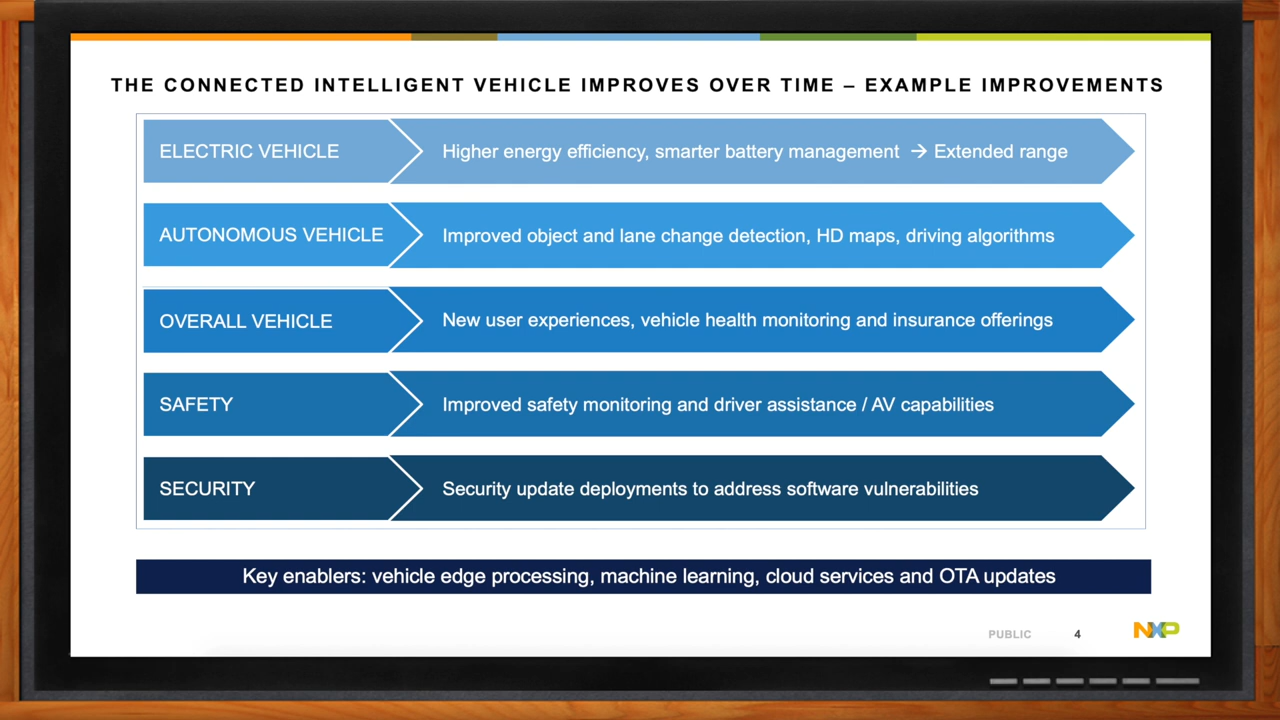 THE CONNECTED INTELLIGENT VEHICLE IMPROVES OVER TIME – EXAMPLE IMPROVEMENTS
ELECTRIC VEHICLE
Higher energy efficiency, smarter battery management → Extended range
AUTONOMOUS VEHICLE
Improved object and lane change detection, HD maps, driving algorithms
OVERALL VEHICLE
New user experiences, vehicle health monitoring and insurance offerings
SAFETY
Improved safety monitoring and driver assistance / AV capabilities
SECURITY
Security update deployments to address software vulnerabilities
Key enablers: vehicle edge processing, machine learning, cloud services and OTA updates
PUBLIC 4 NXP